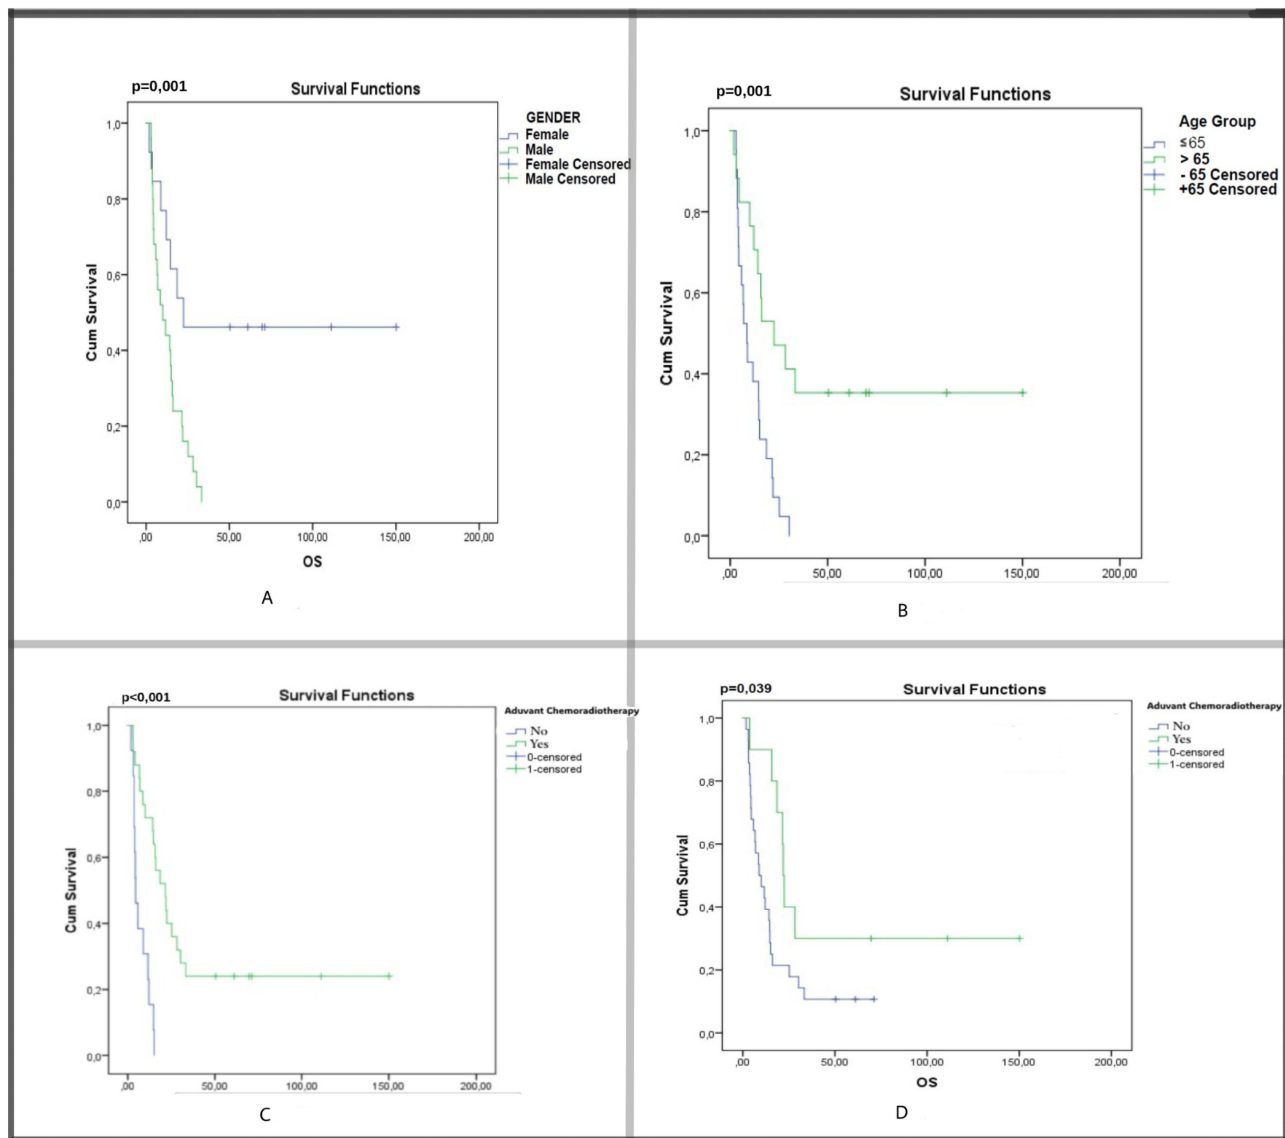 p=0,001
Survival Functions
GENDER
Female
Male
Female Censored
Male Censored
1,0
0,8
0,6
0,4
0,2
0,0
Cum Survival
,00 50,00 100,00 150,00 200,00
OS
A
p=0,001
Survival Functions
Age Group
≤65
> 65
- 65 Censored
+65 Censored
1,0
0,8
0,6
0,4
0,2
0,0
Cum Survival
,00 50,00 100,00 150,00 200,00
B
p<0,001
Survival Functions
Aduvant Chemoradiotherapy
No
Yes
0-censored
1-censored
1,0
0,8
0,6
0,4
0,2
0,0
Cum Survival
,00 50,00 100,00 150,00 200,00
C
p=0,039
Survival Functions
Aduvant Chemoradiotherapy
No
Yes
0-censored
1-censored
1,0
0,8
0,6
0,4
0,2
0,0
Cum Survival
,00 50,00 100,00 150,00 200,00
OS
D